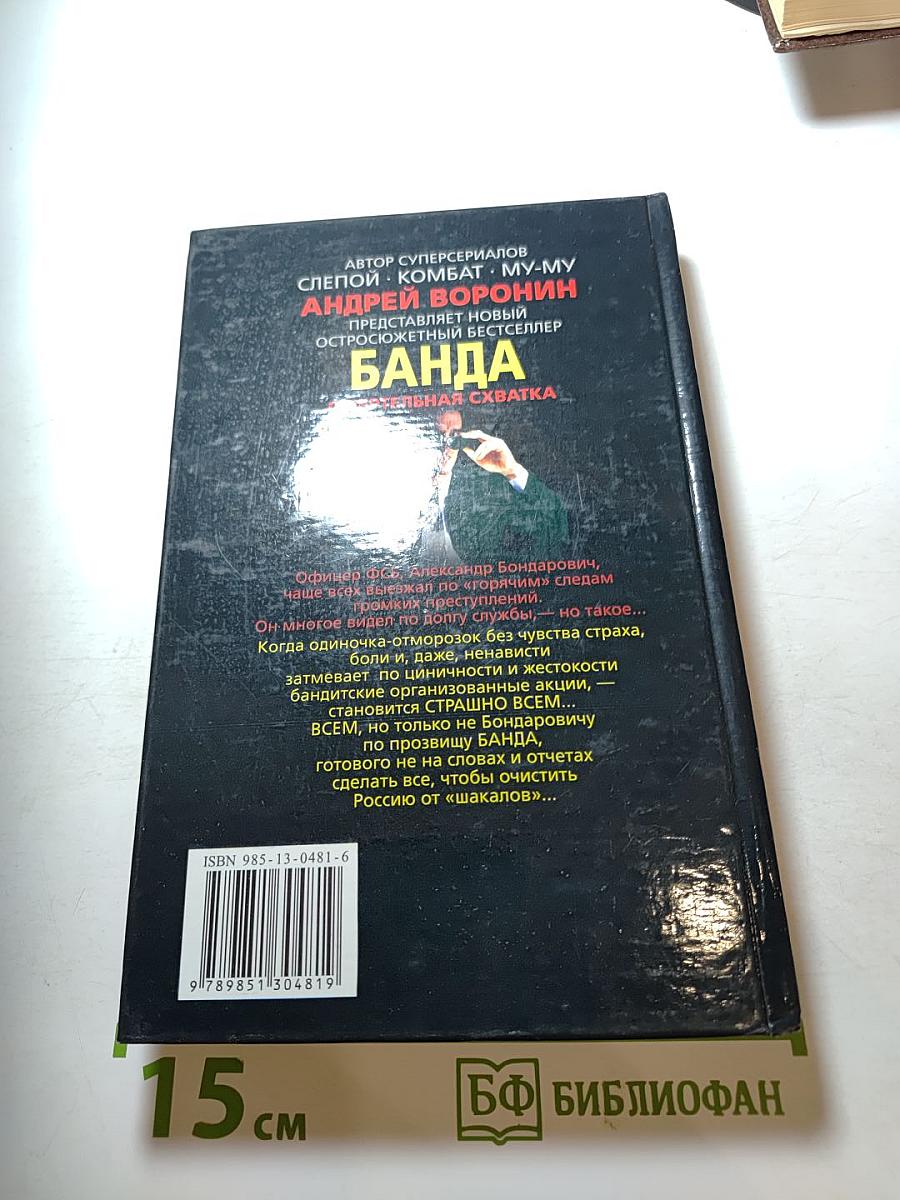 АВТОР СУПЕРСЕРИАЛОВ
СЛЕПОЙ · КОМБАТ · МУ-МУ
АНДРЕЙ ВОРОНИН
ПРЕДСТАВЛЯЕТ НОВЫЙ
ОСТРОСЮЖЕТНЫЙ БЕСТСЕЛЛЕР
БАНДА
СХВАТКА
Офицер ФСБ, Александр Бондарович,
чаще всех выезжал по «горячим» следам
громких преступлений.
Он многое видел по долгу службы,— но такое...
Когда одиночка-отморозок без чувства страха,
боли и, даже, ненависти
затмевает по циничности и жестокости
бандитские организованные акции, —
становится СТРАШНО ВСЕМ...
ВСЕМ, но только не Бондаровичу
по прозвищу БАНДА,
готового не на словах и отчетах
сделать все, чтобы очистить
Россию от «шакалов»...
ISBN 985-13-0481-6
9 789851 304819
15 см
БФ БИБЛИОФАН